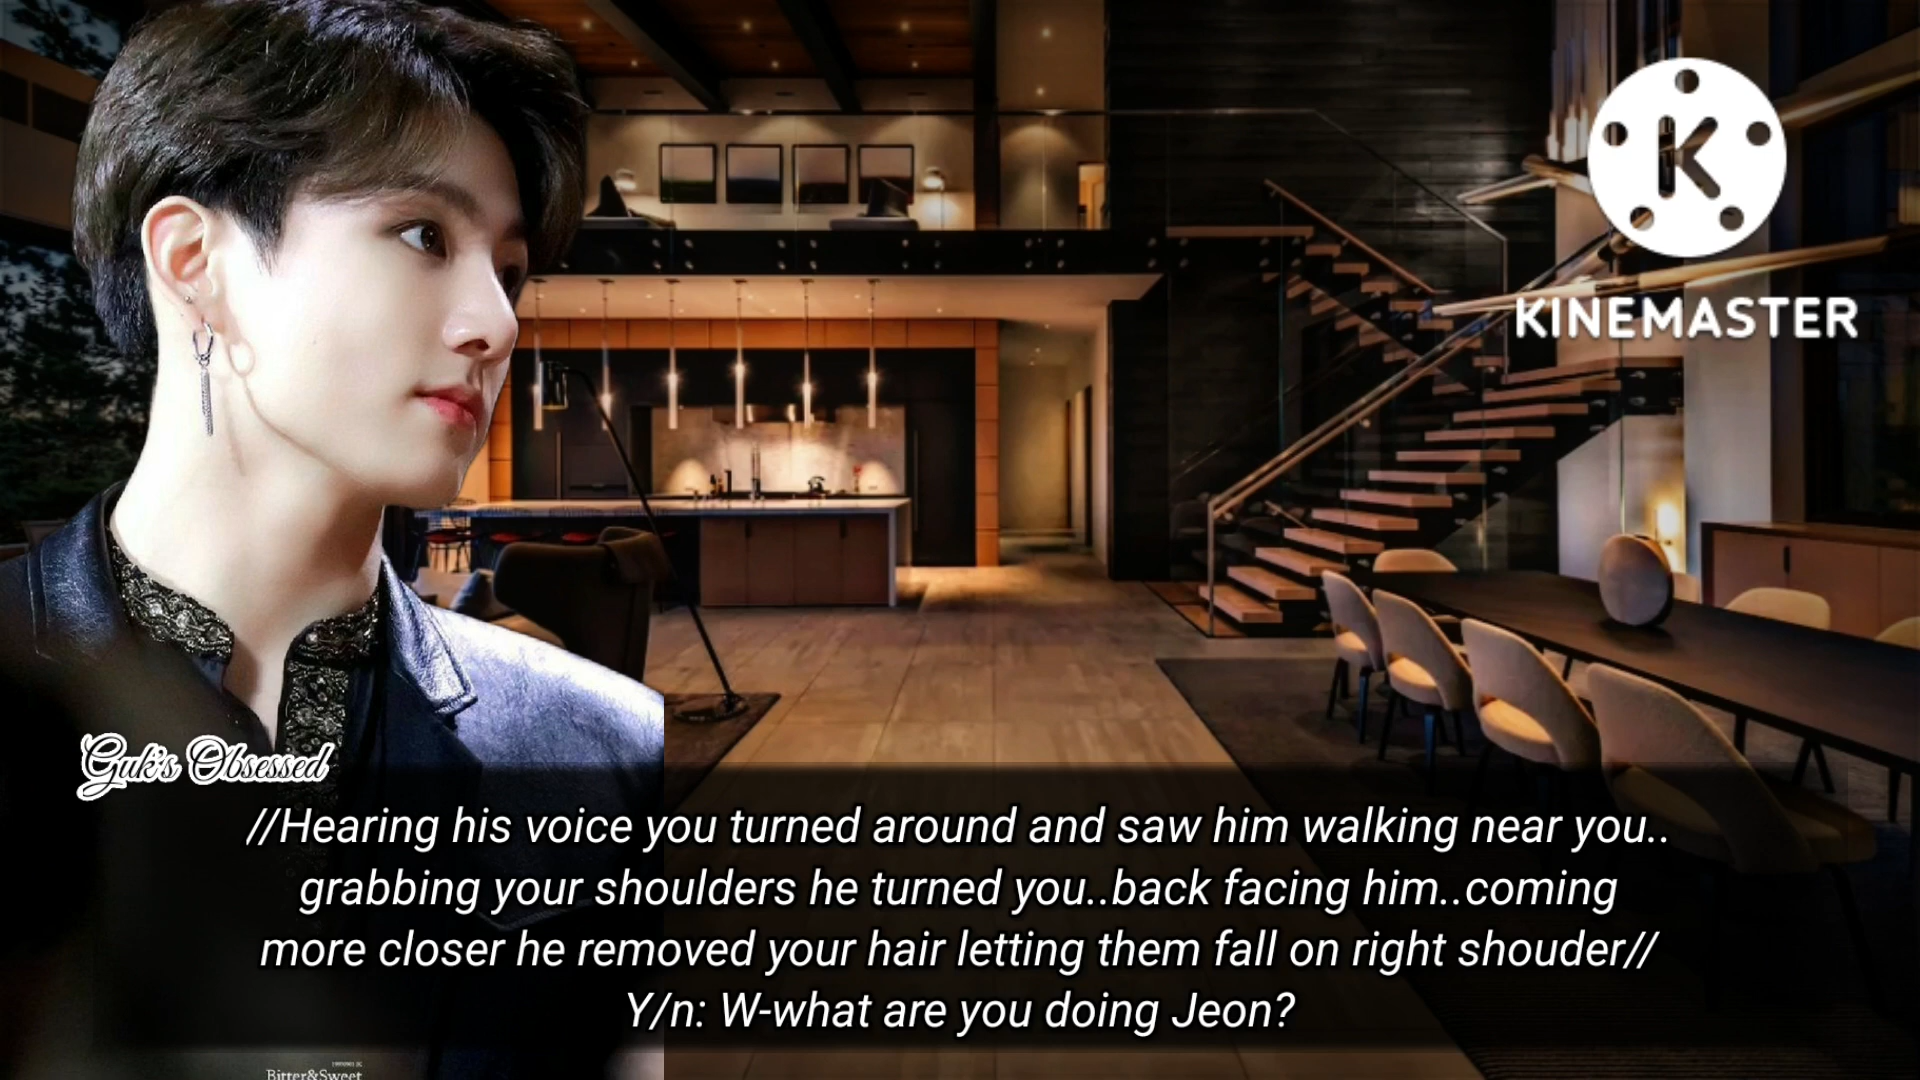 KINEMASTER
Guk's Obsessed
//Hearing his voice you turned around and saw him walking near you..
grabbing your shoulders he turned you..back facing him..coming
more closer he removed your hair letting them fall on right shouder//
Y/n: W-what are you doing Jeon?
Bitter&Sweet